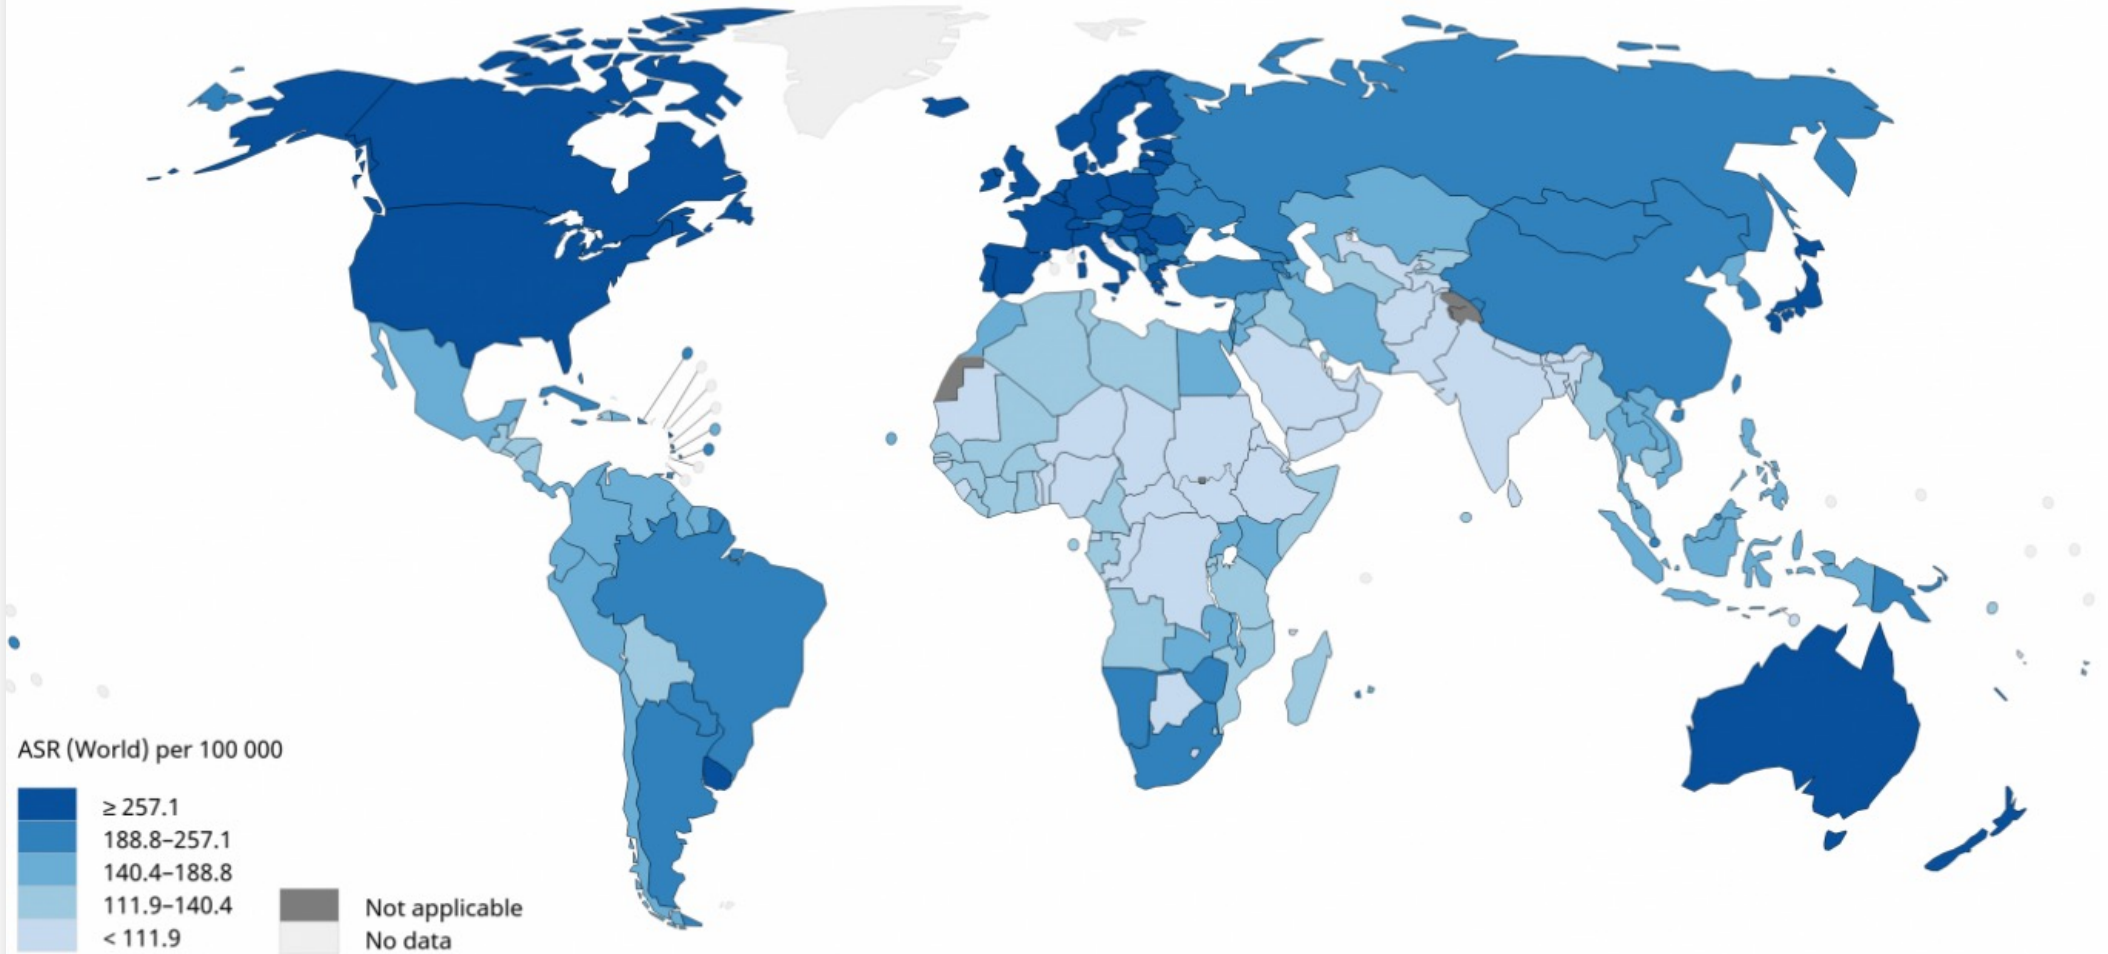 ASR (World) per 100 000
≥ 257.1
188.8–257.1
140.4–188.8
111.9–140.4
< 111.9
Not applicable
No data